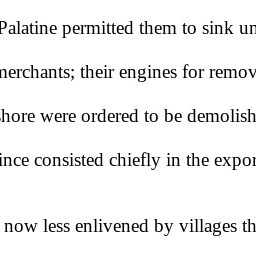 Palatine permitted them to sink un
merchants; their engines for remov
shore were ordered to be demolish
ince consisted chiefly in the expor
now less enlivened by villages th